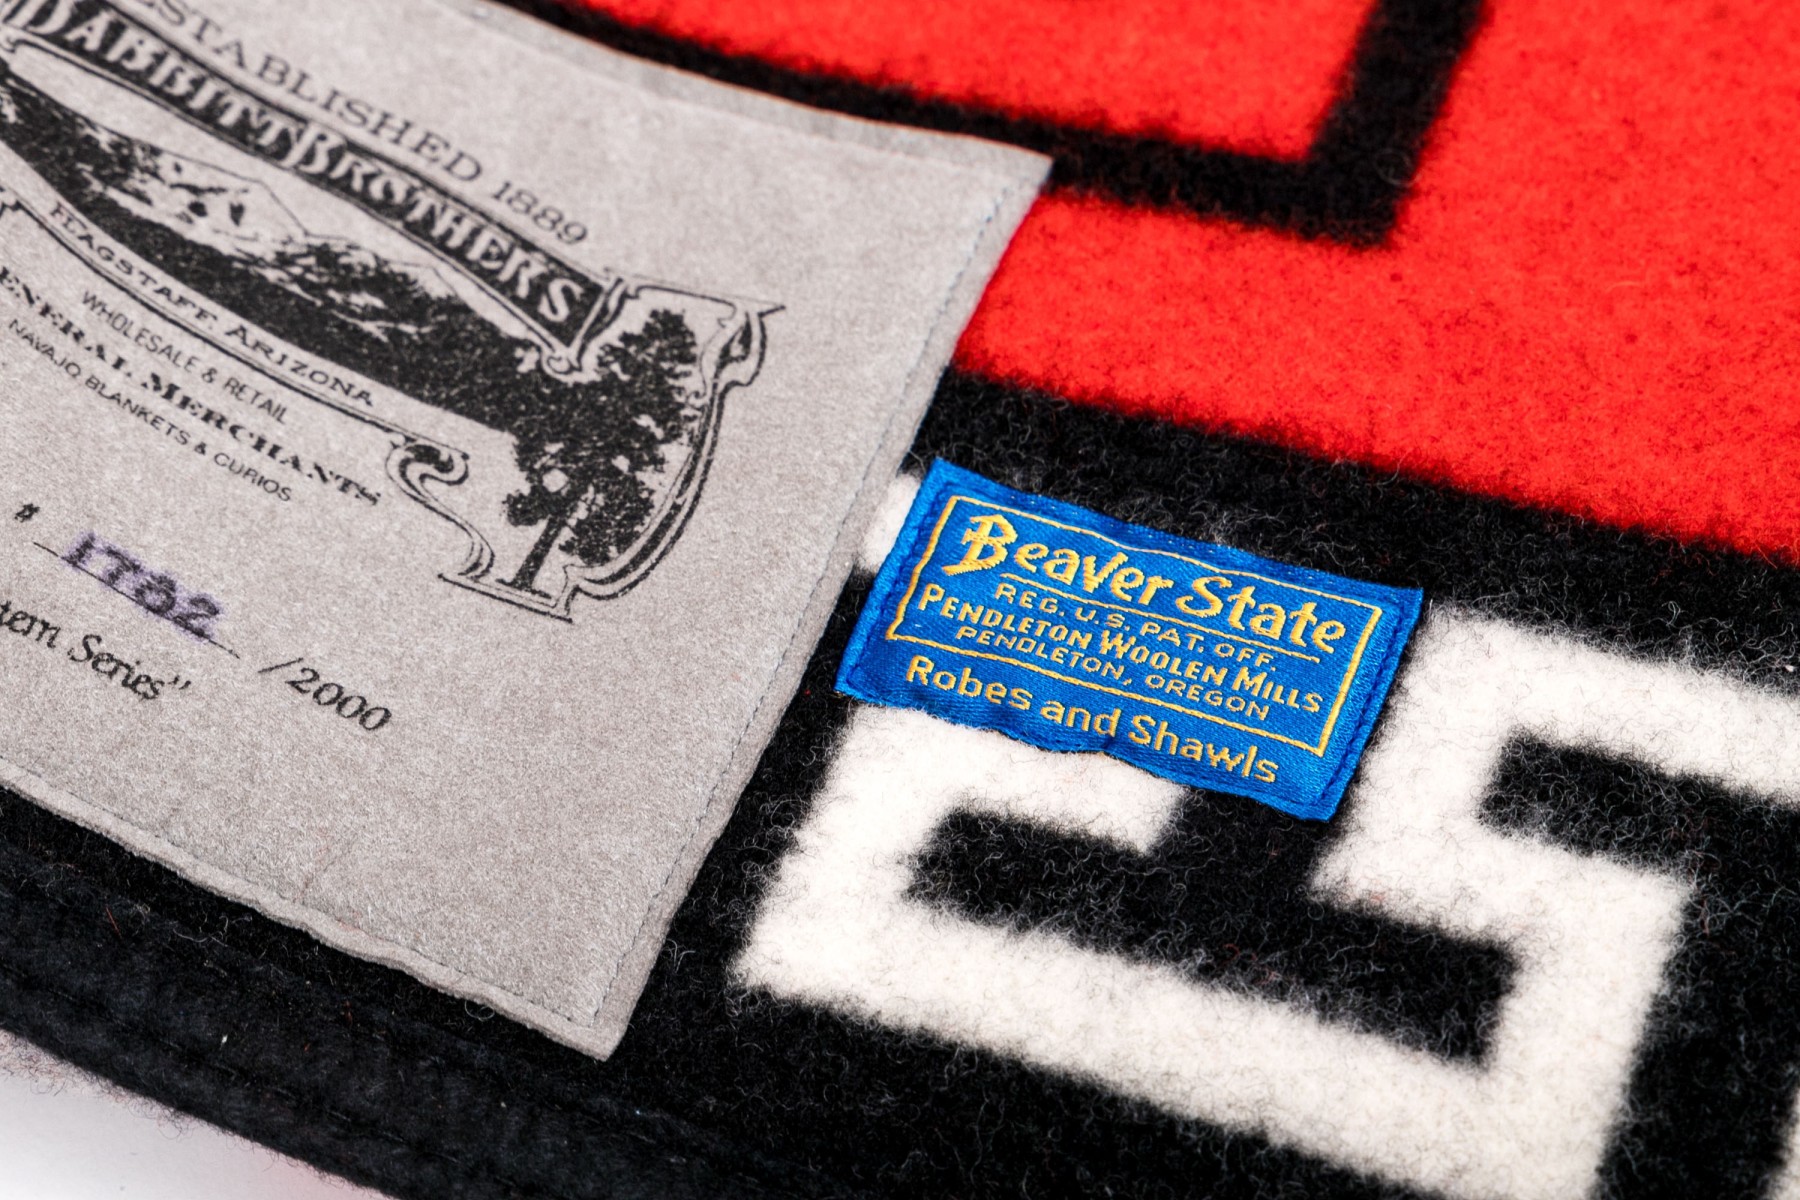 ESTABLISHED 1889
BABBITT BROTHERS
FLAGSTAFF, ARIZONA
WHOLESALE & RETAIL
GENERAL MERCHANTS
NAVAJO BLANKETS & CURIOS
# 1782 /2000
Series"
Beaver State
REG. U.S. PAT. OFF.
PENDLETON WOOLEN MILLS
PENDLETON, OREGON
Robes and Shawls